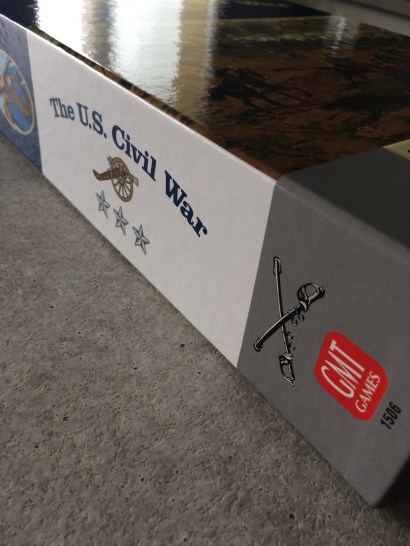 The U.S. Civil War
GMT
GAMES
1506